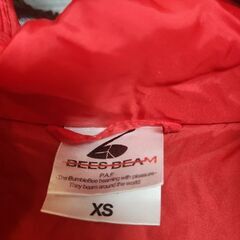 BEES BEAM
P.A.F
- The BumbleBee beaming with pleasure -
They beam around the world
XS